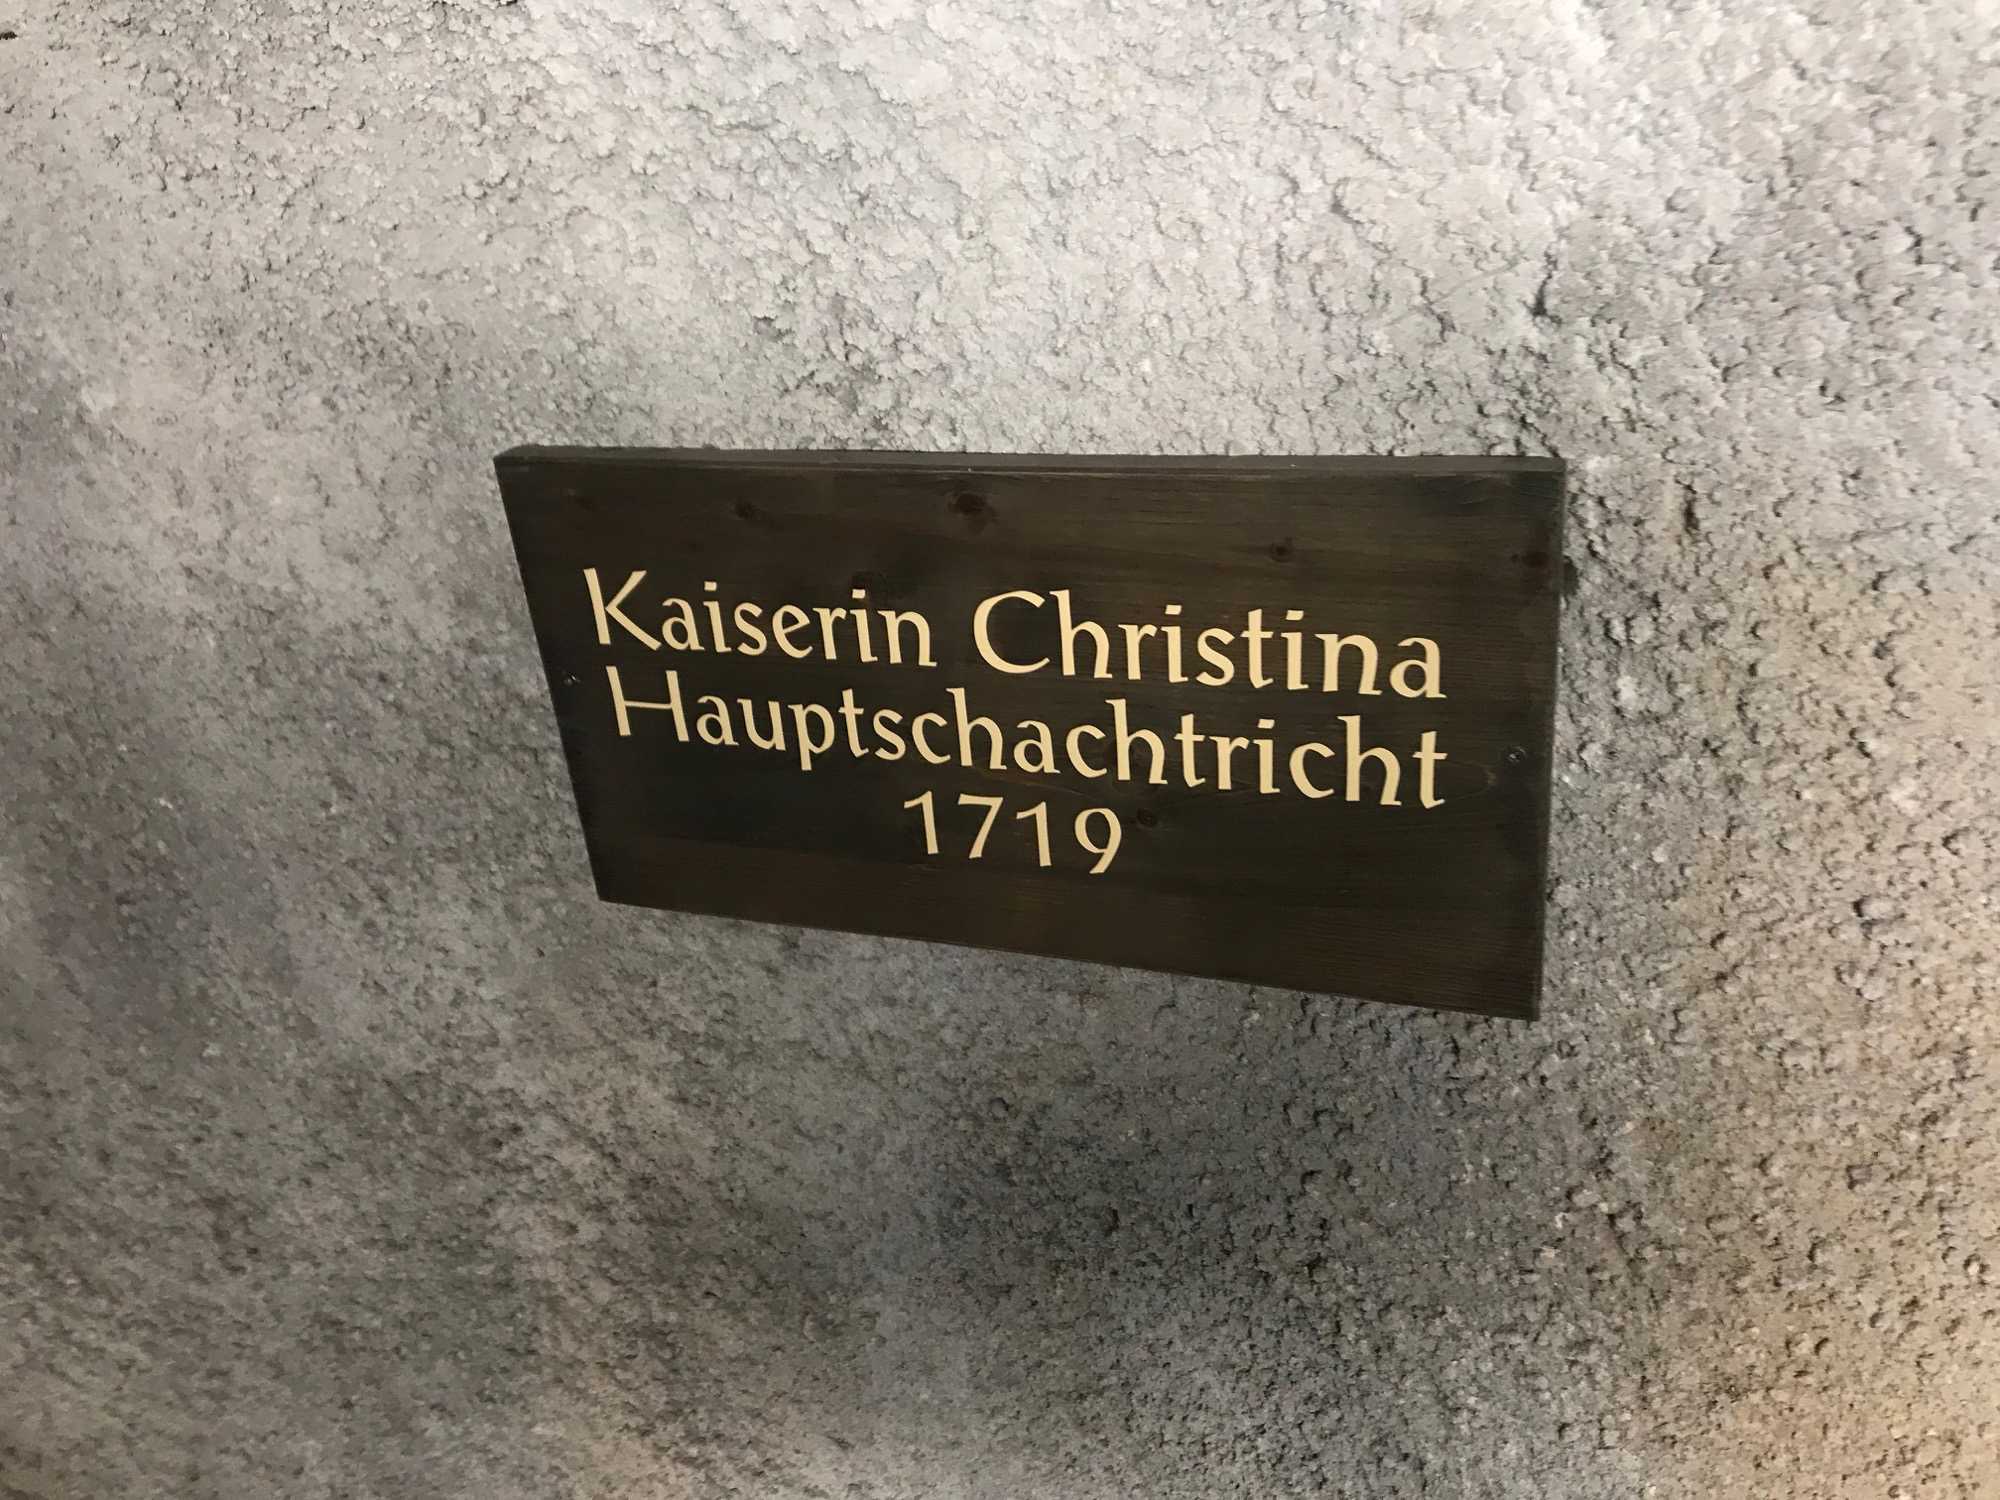 Kaiserin Christina
Hauptschachtricht
1719